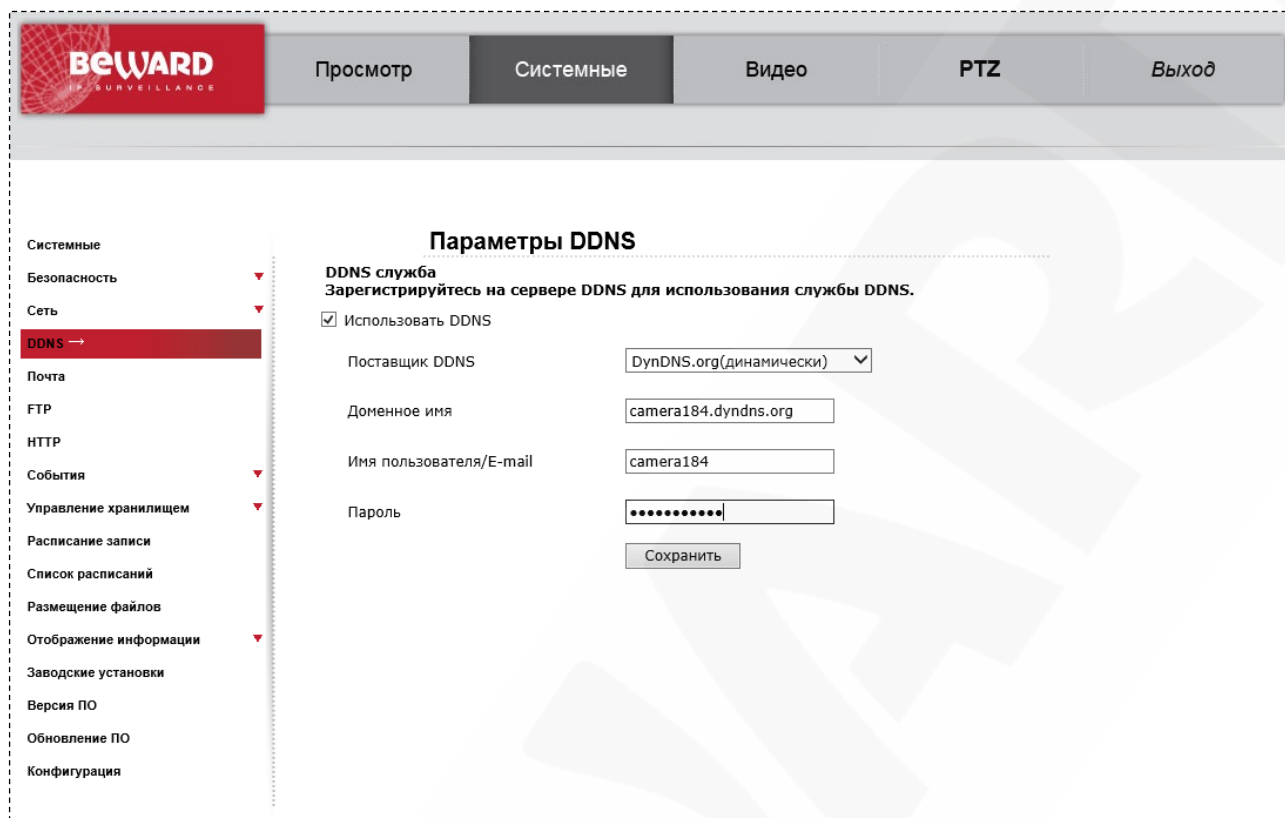 BEWARD
IP SURVEILLANCE
Просмотр
Системные
Видео
PTZ
Выход
Системные
Безопасность
Сеть
DDNS →
Почта
FTP
HTTP
События
Управление хранилищем
Расписание записи
Список расписаний
Размещение файлов
Отображение информации
Заводские установки
Версия ПО
Обновление ПО
Конфигурация
Параметры DDNS
DDNS служба
Зарегистрируйтесь на сервере DDNS для использования службы DDNS.
Использовать DDNS
Поставщик DDNS
DynDNS.org(динамически)
Доменное имя
camera184.dyndns.org
Имя пользователя/E-mail
camera184
Пароль
•••••••••••
Сохранить